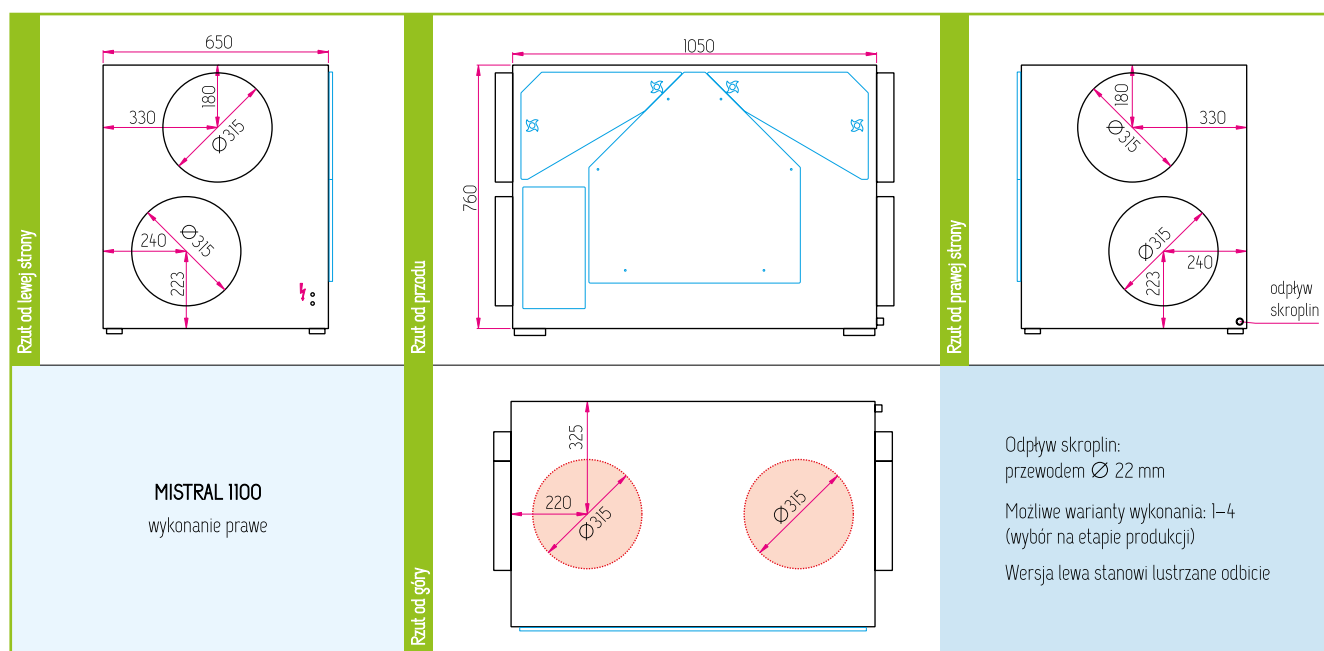 Rzut od lewej strony
650
180
330
Ø315
240
Ø315
223
Rzut od przodu
1050
760
Rzut od prawej strony
180
330
Ø315
Ø315
240
223
odpływ
skroplin
MISTRAL 1100
wykonanie prawe
Rzut od góry
325
220
Ø315
Ø315
Odpływ skroplin:
przewodem Ø 22 mm
Możliwe warianty wykonania: 1–4
(wybór na etapie produkcji)
Wersja lewa stanowi lustrzane odbicie